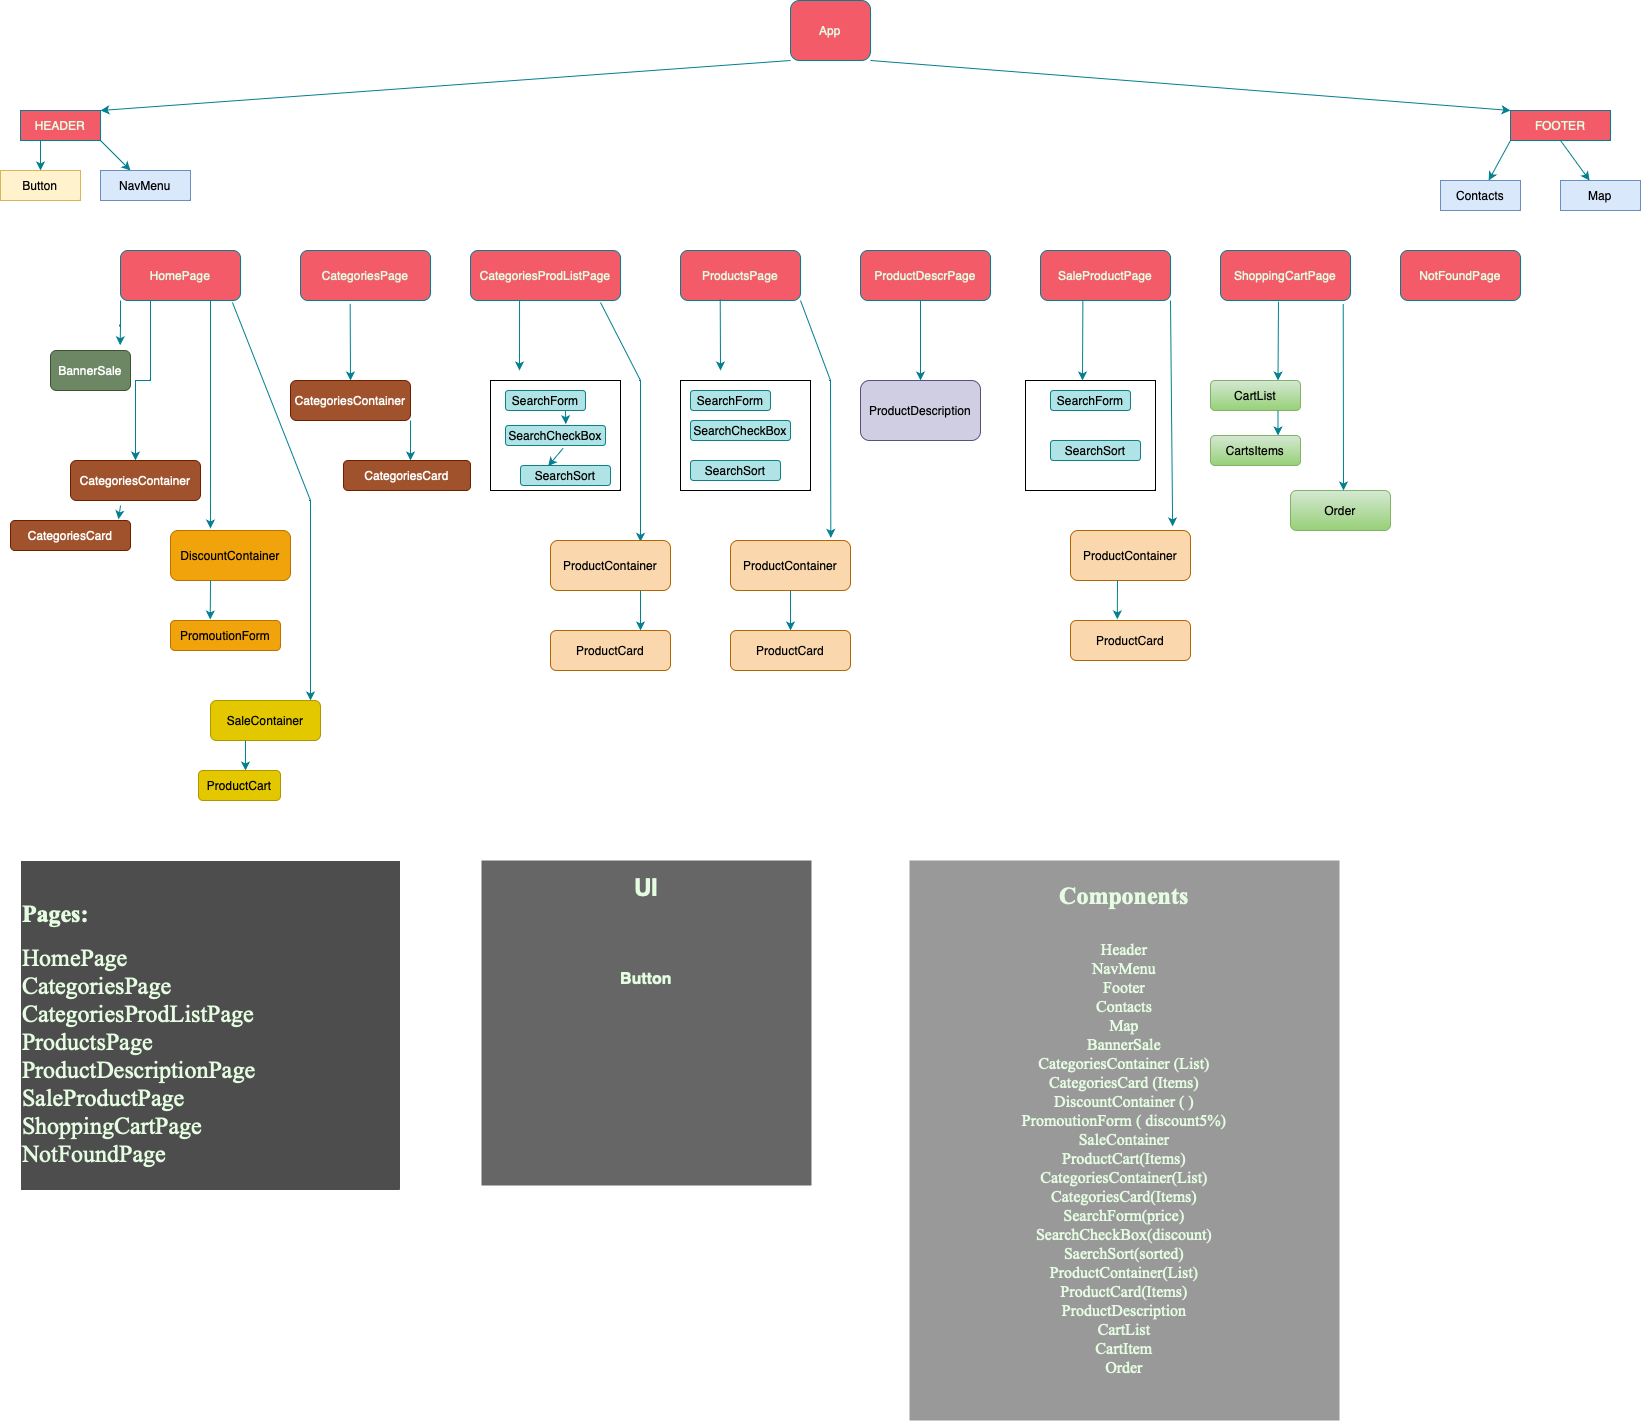 App
HEADER
FOOTER
Button
NavMenu
Contacts
Map
HomePage
CategoriesPage
CategoriesProdListPage
ProductsPage
ProductDescrPage
SaleProductPage
ShoppingCartPage
NotFoundPage
BannerSale
CategoriesContainer
CategoriesCard
DiscountContainer
PromoutionForm
SaleContainer
ProductCart
CategoriesContainer
CategoriesCard
SearchForm
SearchCheckBox
SearchSort
ProductContainer
ProductCard
SearchForm
SearchCheckBox
SearchSort
ProductContainer
ProductCard
ProductDescription
SearchForm
SearchSort
ProductContainer
ProductCard
CartList
CartsItems
Order
Pages:
HomePage
CategoriesPage
CategoriesProdListPage
ProductsPage
ProductDescriptionPage
SaleProductPage
ShoppingCartPage
NotFoundPage
UI
Button
Components
Header
NavMenu
Footer
Contacts
Map
BannerSale
CategoriesContainer (List)
CategoriesCard (Items)
DiscountContainer ( )
PromoutionForm ( discount5%)
SaleContainer
ProductCart(Items)
CategoriesContainer(List)
CategoriesCard(Items)
SearchForm(price)
SearchCheckBox(discount)
SaerchSort(sorted)
ProductContainer(List)
ProductCard(Items)
ProductDescription
CartList
CartItem
Order